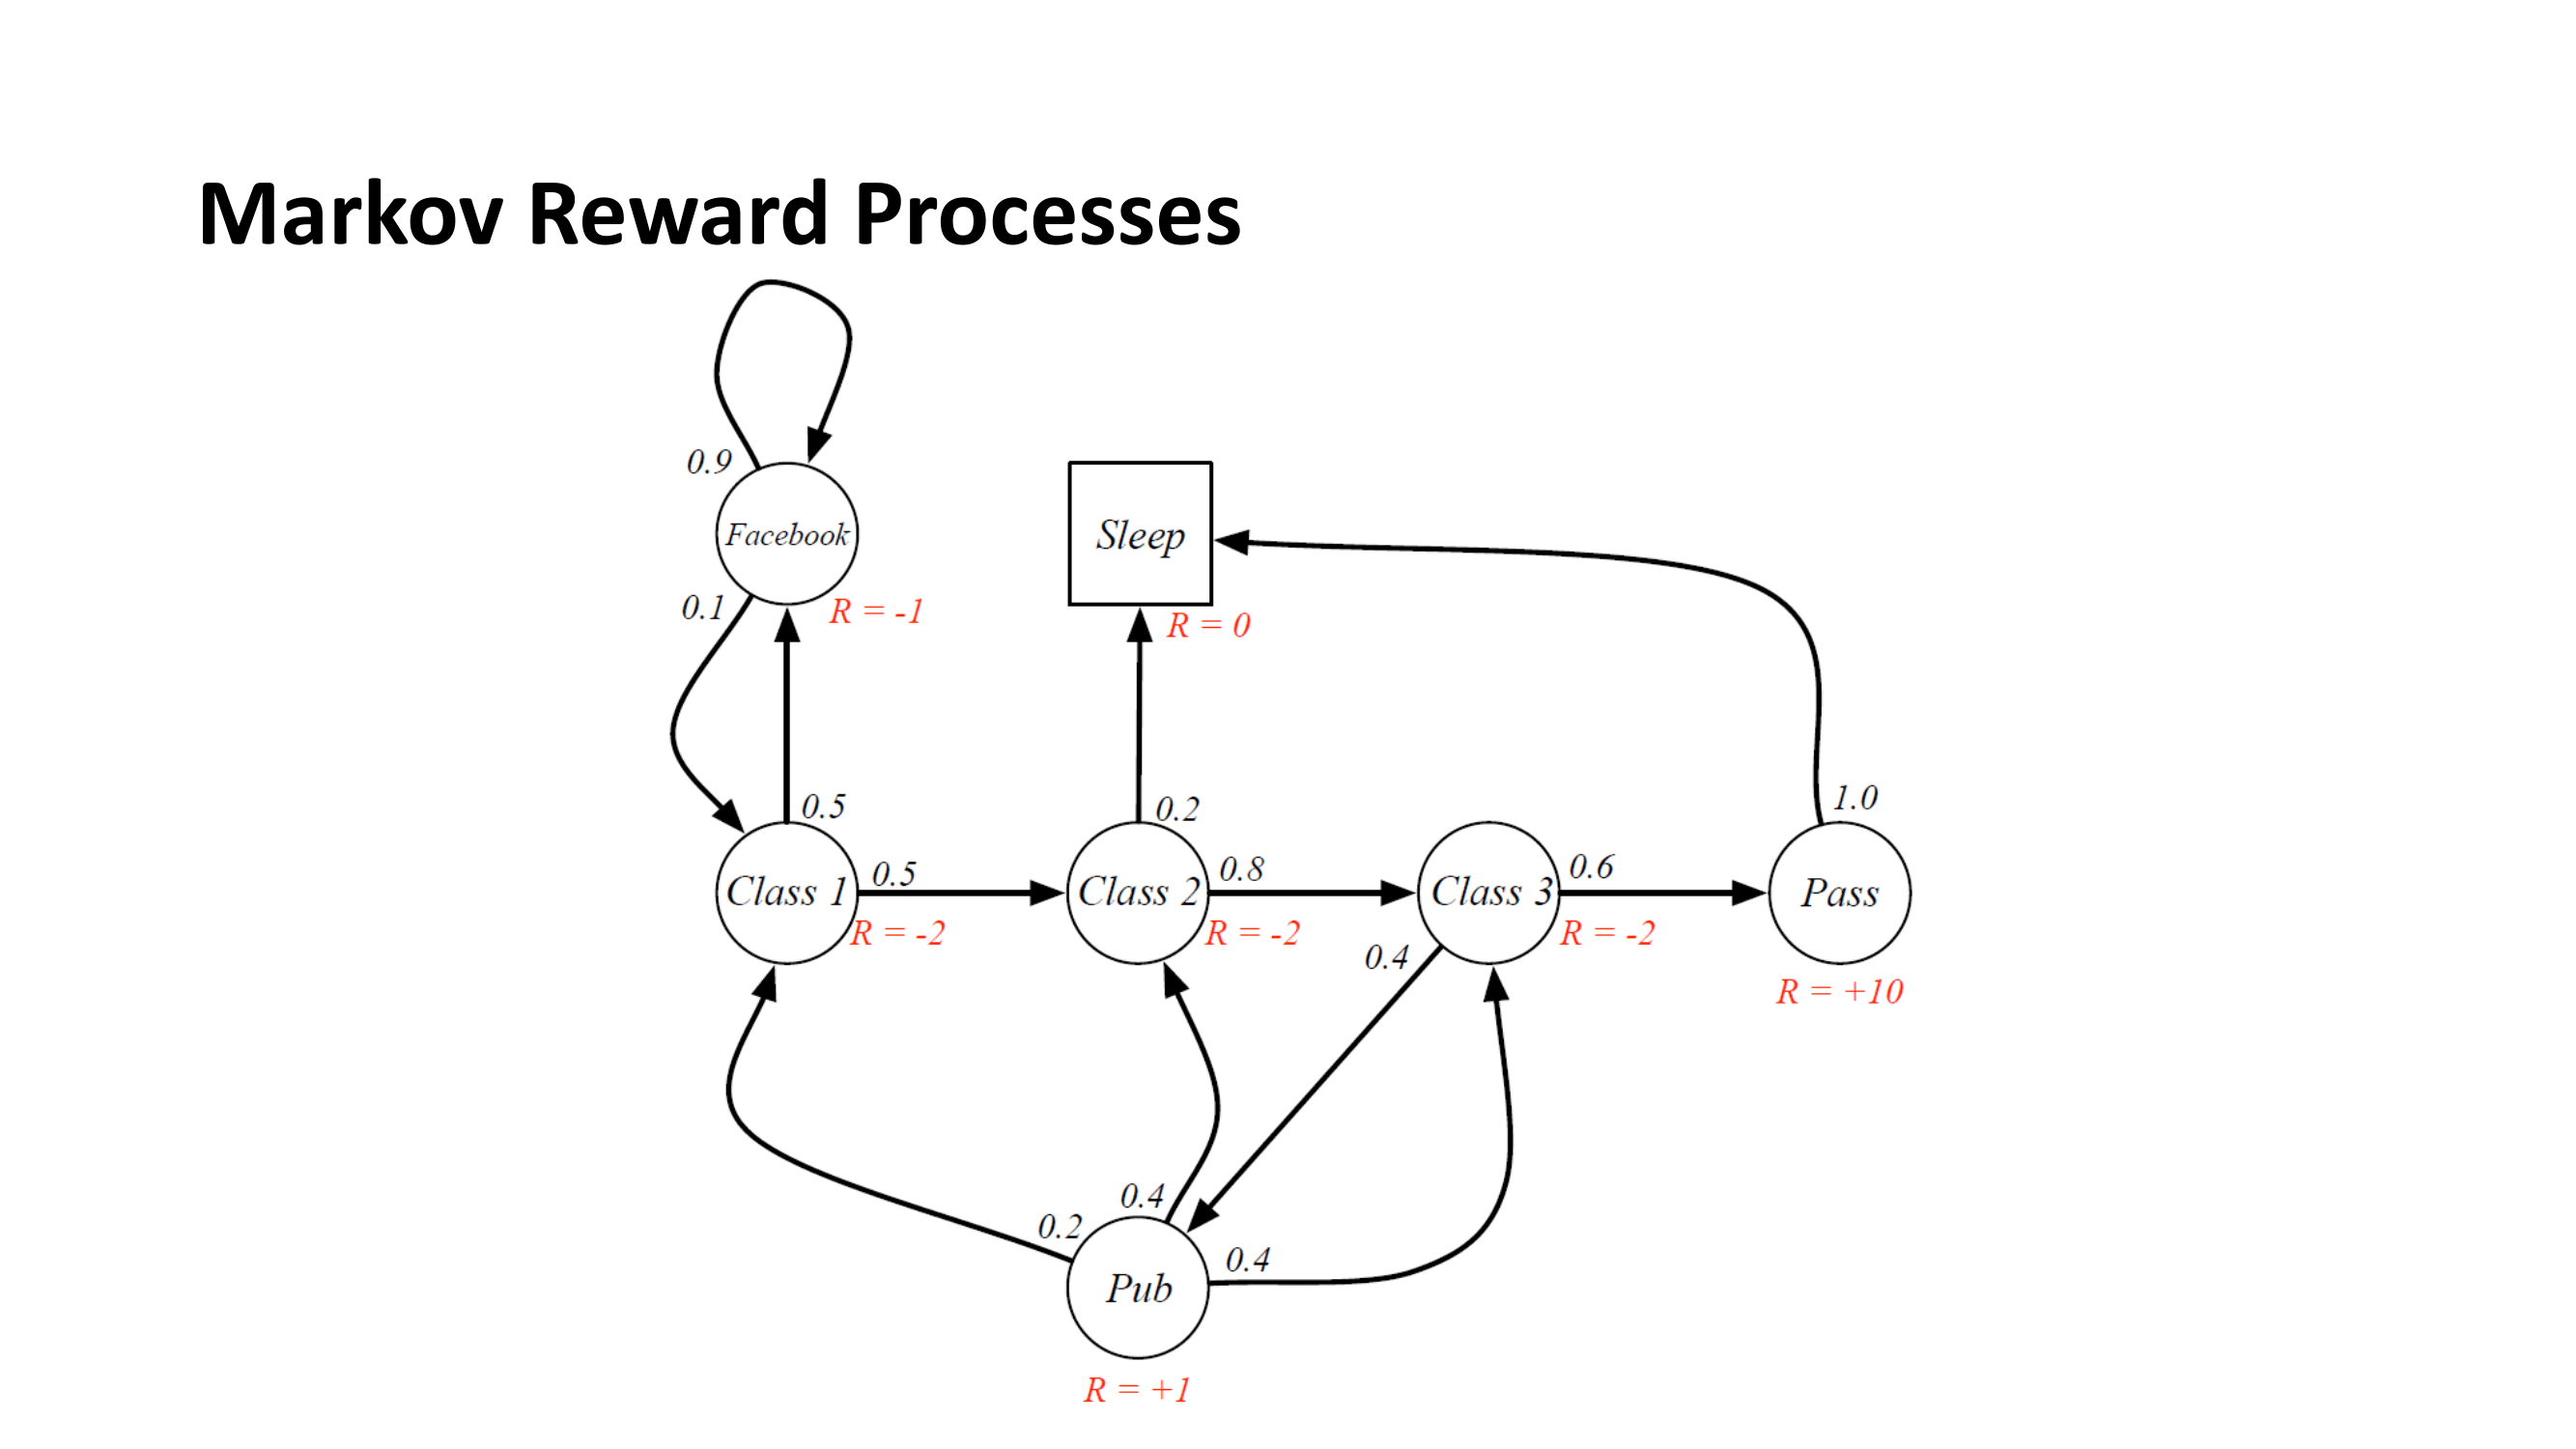 Markov Reward Processes
0.9
Facebook
Sleep
0.1
R = -1
R = 0
0.5
0.2
1.0
Class 1
0.5
Class 2
0.8
Class 3
0.6
Pass
R = -2
R = -2
R = -2
0.4
R = +10
0.4
0.2
0.4
Pub
R = +1